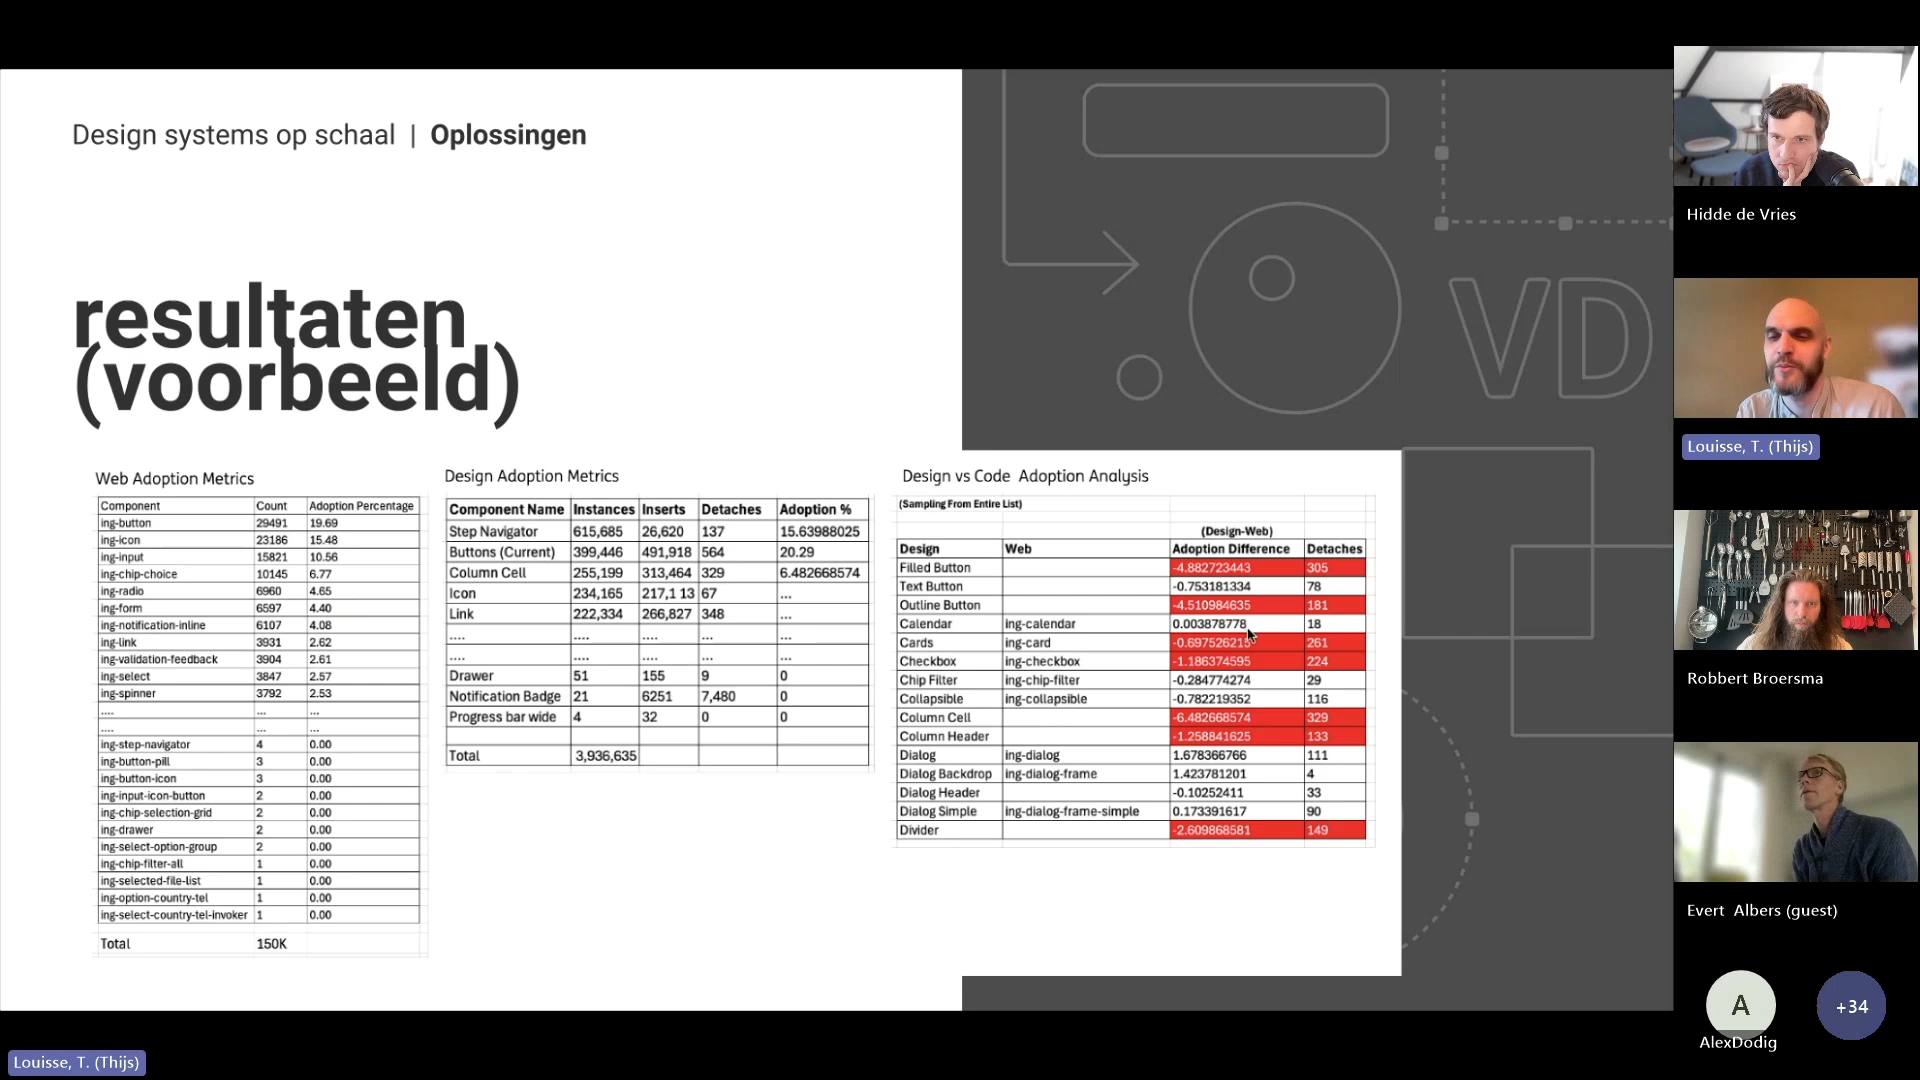 Design systems op schaal | Oplossingen
resultaten
(voorbeeld)
VD
Web Adoption Metrics
Component Count Adoption Percentage
ing-button 29491 19.69
ing-icon 23186 15.48
ing-input 15821 10.56
ing-chip-choice 10145 6.77
ing-radio 6960 4.65
ing-form 6597 4.40
ing-notification-inline 6107 4.08
ing-link 3931 2.62
ing-validation-feedback 3904 2.61
ing-select 3847 2.57
ing-spinner 3792 2.53
.... ... ...
.... ... ...
ing-step-navigator 4 0.00
ing-button-pill 3 0.00
ing-button-icon 3 0.00
ing-input-icon-button 2 0.00
ing-chip-selection-grid 2 0.00
ing-drawer 2 0.00
ing-select-option-group 2 0.00
ing-chip-filter-all 1 0.00
ing-selected-file-list 1 0.00
ing-option-country-tel 1 0.00
ing-select-country-tel-invoker 1 0.00
Total 150K
Design Adoption Metrics
Component Name Instances Inserts Detaches Adoption %
Step Navigator 615,685 26,620 137 15.63988025
Buttons (Current) 399,446 491,918 564 20.29
Column Cell 255,199 313,464 329 6.482668574
Icon 234,165 217,1 13 67 ...
Link 222,334 266,827 348 ...
.... .... ... ...
.... .... ... ...
Drawer 51 155 9 0
Notification Badge 21 6251 7,480 0
Progress bar wide 4 32 0 0
Total 3,936,635
Design vs Code Adoption Analysis
(Sampling From Entire List)
(Design-Web)
Design Web Adoption Difference Detaches
Filled Button -4.882723443 305
Text Button -0.753181334 78
Outline Button -4.510984635 181
Calendar ing-calendar 0.003878778 18
Cards ing-card -0.697526215 261
Checkbox ing-checkbox -1.186374595 224
Chip Filter ing-chip-filter -0.284774274 29
Collapsible ing-collapsible -0.782219352 116
Column Cell -6.482668574 329
Column Header -1.258841625 133
Dialog ing-dialog 1.678366766 111
Dialog Backdrop ing-dialog-frame 1.423781201 4
Dialog Header -0.10252411 33
Dialog Simple ing-dialog-frame-simple 0.173391617 90
Divider -2.609868581 149
Hidde de Vries
Louisse, T. (Thijs)
Robbert Broersma
Evert Albers (guest)
A
AlexDodig
+34
Louisse, T. (Thijs)